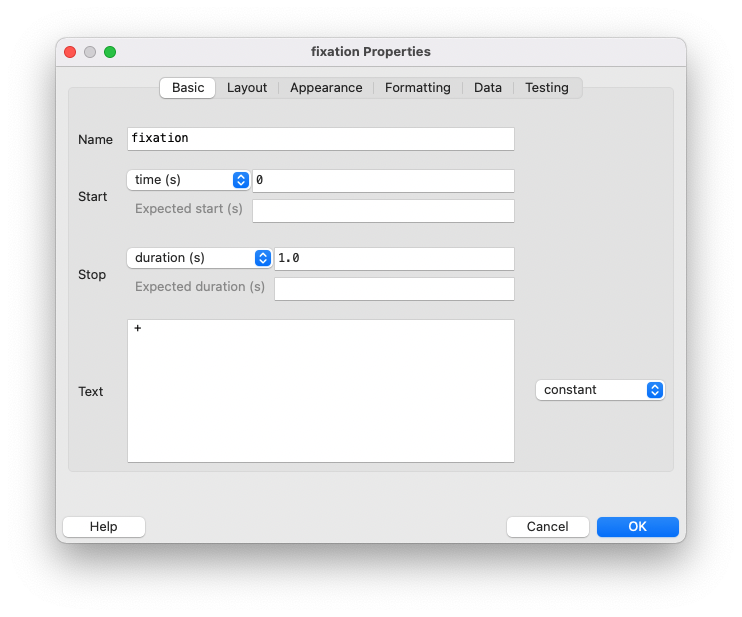 fixation Properties
Basic Layout Appearance Formatting Data Testing
Name fixation
time (s) 0
Start
Expected start (s)
duration (s) 1.0
Stop
Expected duration (s)
+
Text constant
Help Cancel OK